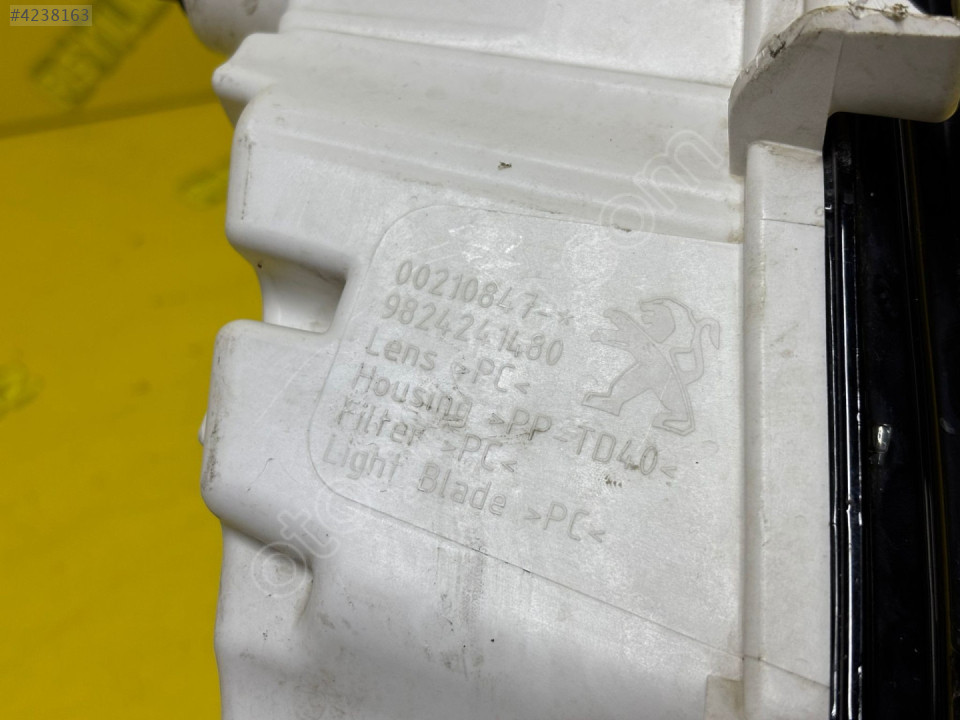 #4238163
00210847-*
9824241480
Lens >PC<
Housing >PP-TD40<
Filter >PC<
Light Blade >PC<